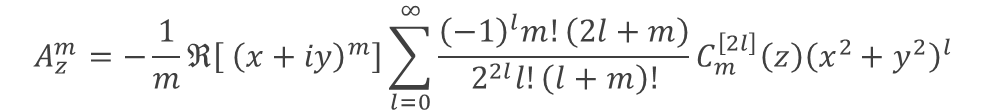 $A_z^m = -\frac{1}{m} \Re[\,(x+iy)^m] \sum_{l=0}^{\infty} \frac{(-1)^l m!\,(2l+m)}{2^{2l}\,l!\,(l+m)!} C_m^{[2l]}(z)(x^2+y^2)^l$